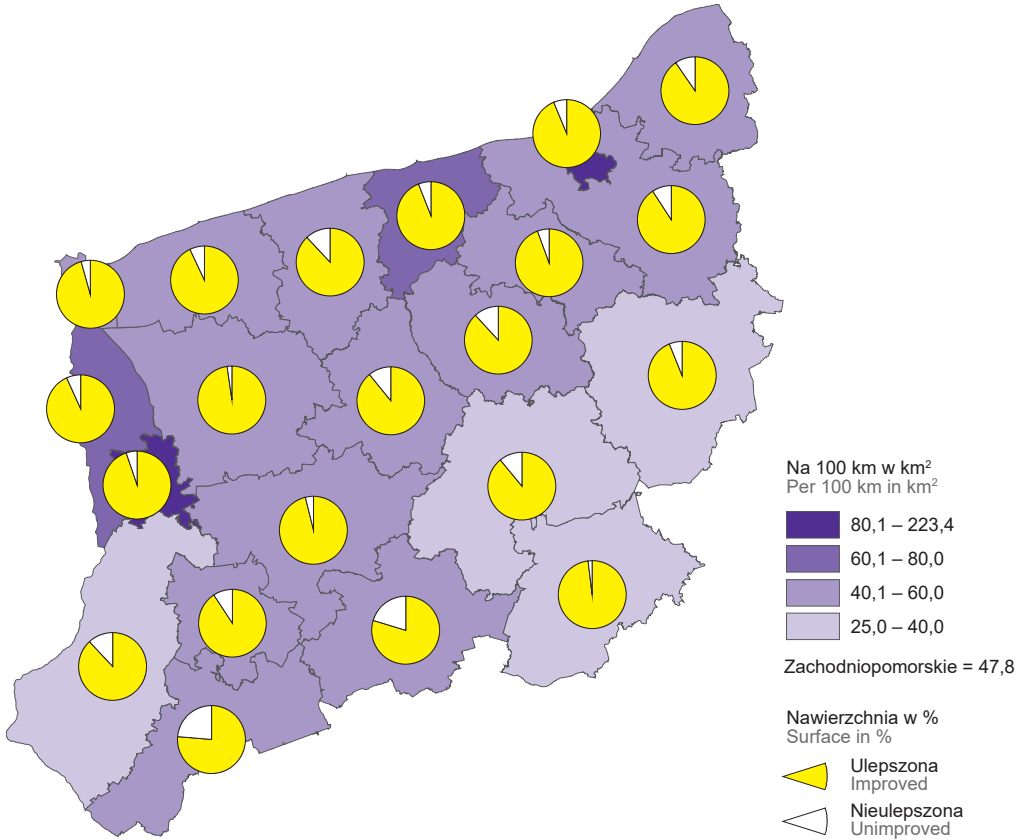 Na 100 km w km²
Per 100 km in km²
80,1 – 223,4
60,1 – 80,0
40,1 – 60,0
25,0 – 40,0
Zachodniopomorskie = 47,8
Nawierzchnia w %
Surface in %
Ulepszona
Improved
Nieulepszona
Unimproved